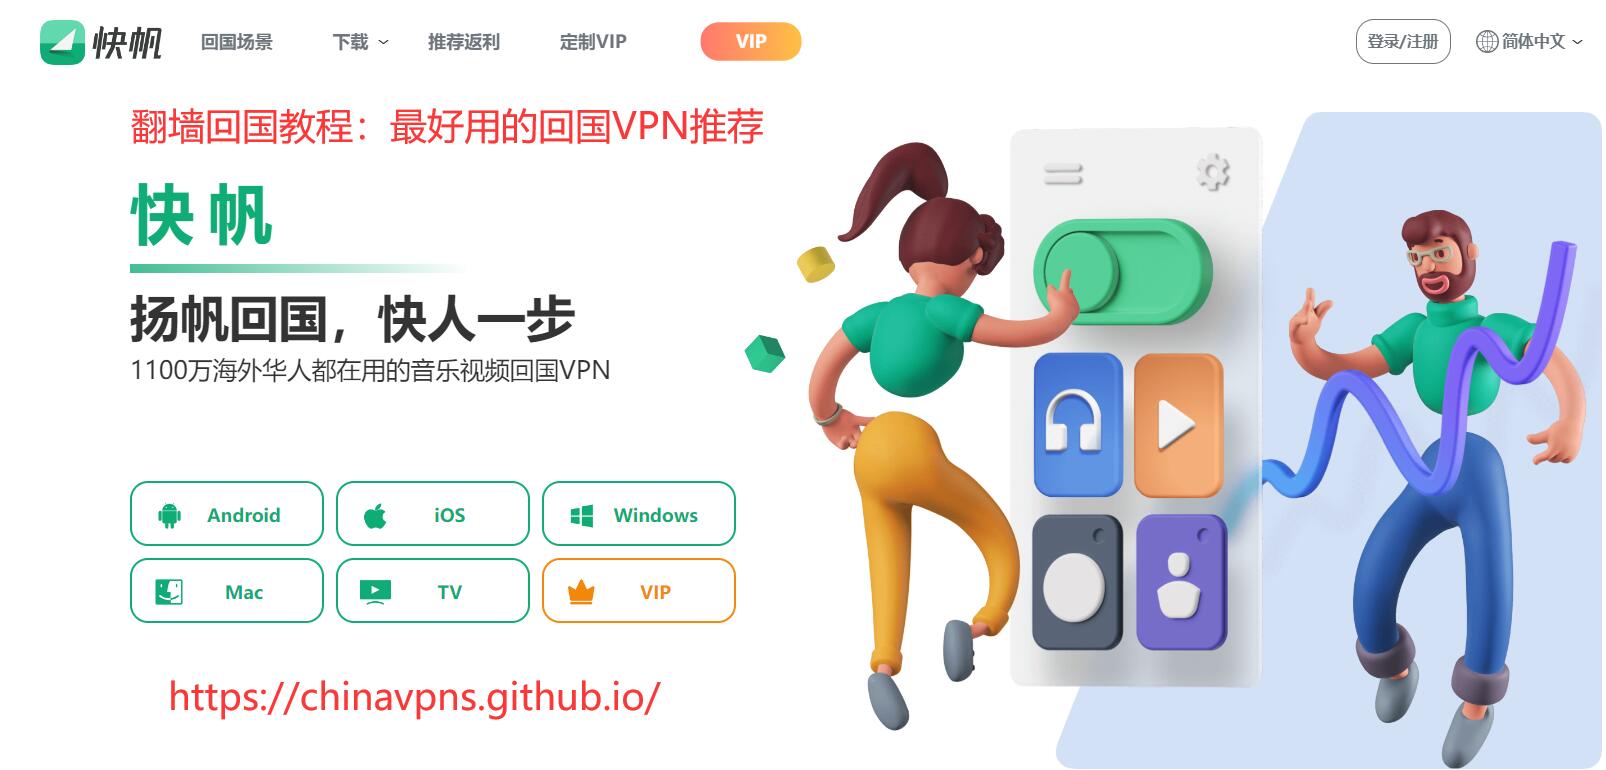 快帆 回国场景 下载 推荐返利 定制VIP VIP 登录/注册 简体中文
翻墙回国教程：最好用的回国VPN推荐
快帆
扬帆回国，快人一步
1100万海外华人都在用的音乐视频回国VPN
Android iOS Windows
Mac TV VIP
https://chinavpns.github.io/